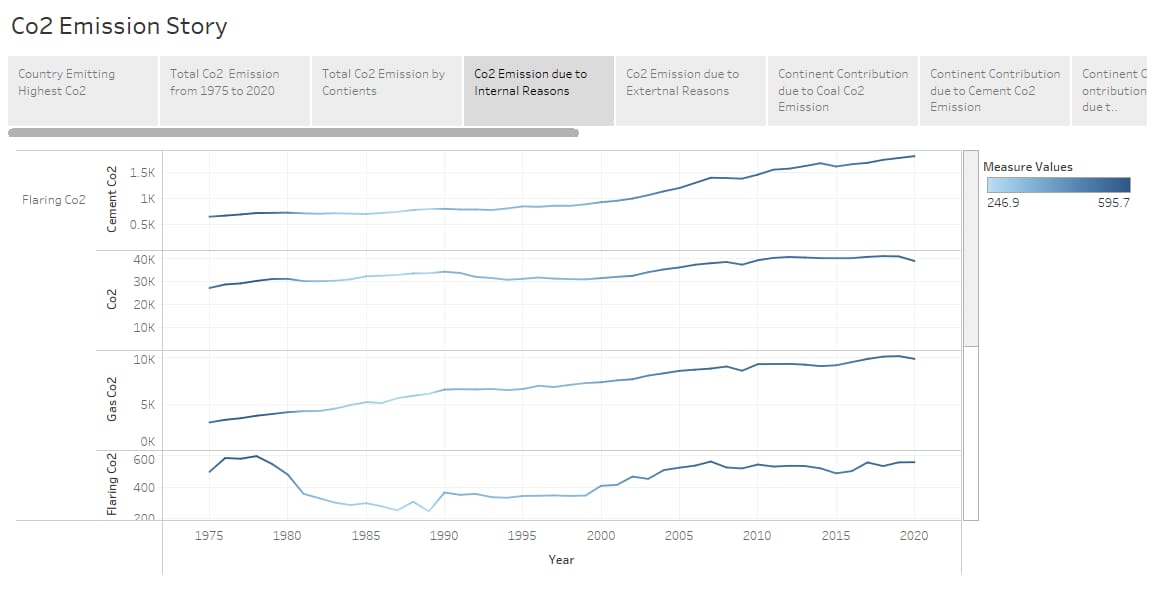 Co2 Emission Story
Country Emitting
Highest Co2
Total Co2 Emission
from 1975 to 2020
Total Co2 Emission by
Contients
Co2 Emission due to
Internal Reasons
Co2 Emission due to
Extertnal Reasons
Continent Contribution
due to Coal Co2
Emission
Continent Contribution
due to Cement Co2
Emission
Continent C
ontribution
due t..
Flaring Co2
Cement Co2
1.5K
1K
0.5K
Co2
40K
30K
20K
10K
Gas Co2
10K
5K
0K
Flaring Co2
600
400
200
1975 1980 1985 1990 1995 2000 2005 2010 2015 2020
Year
Measure Values
246.9 595.7